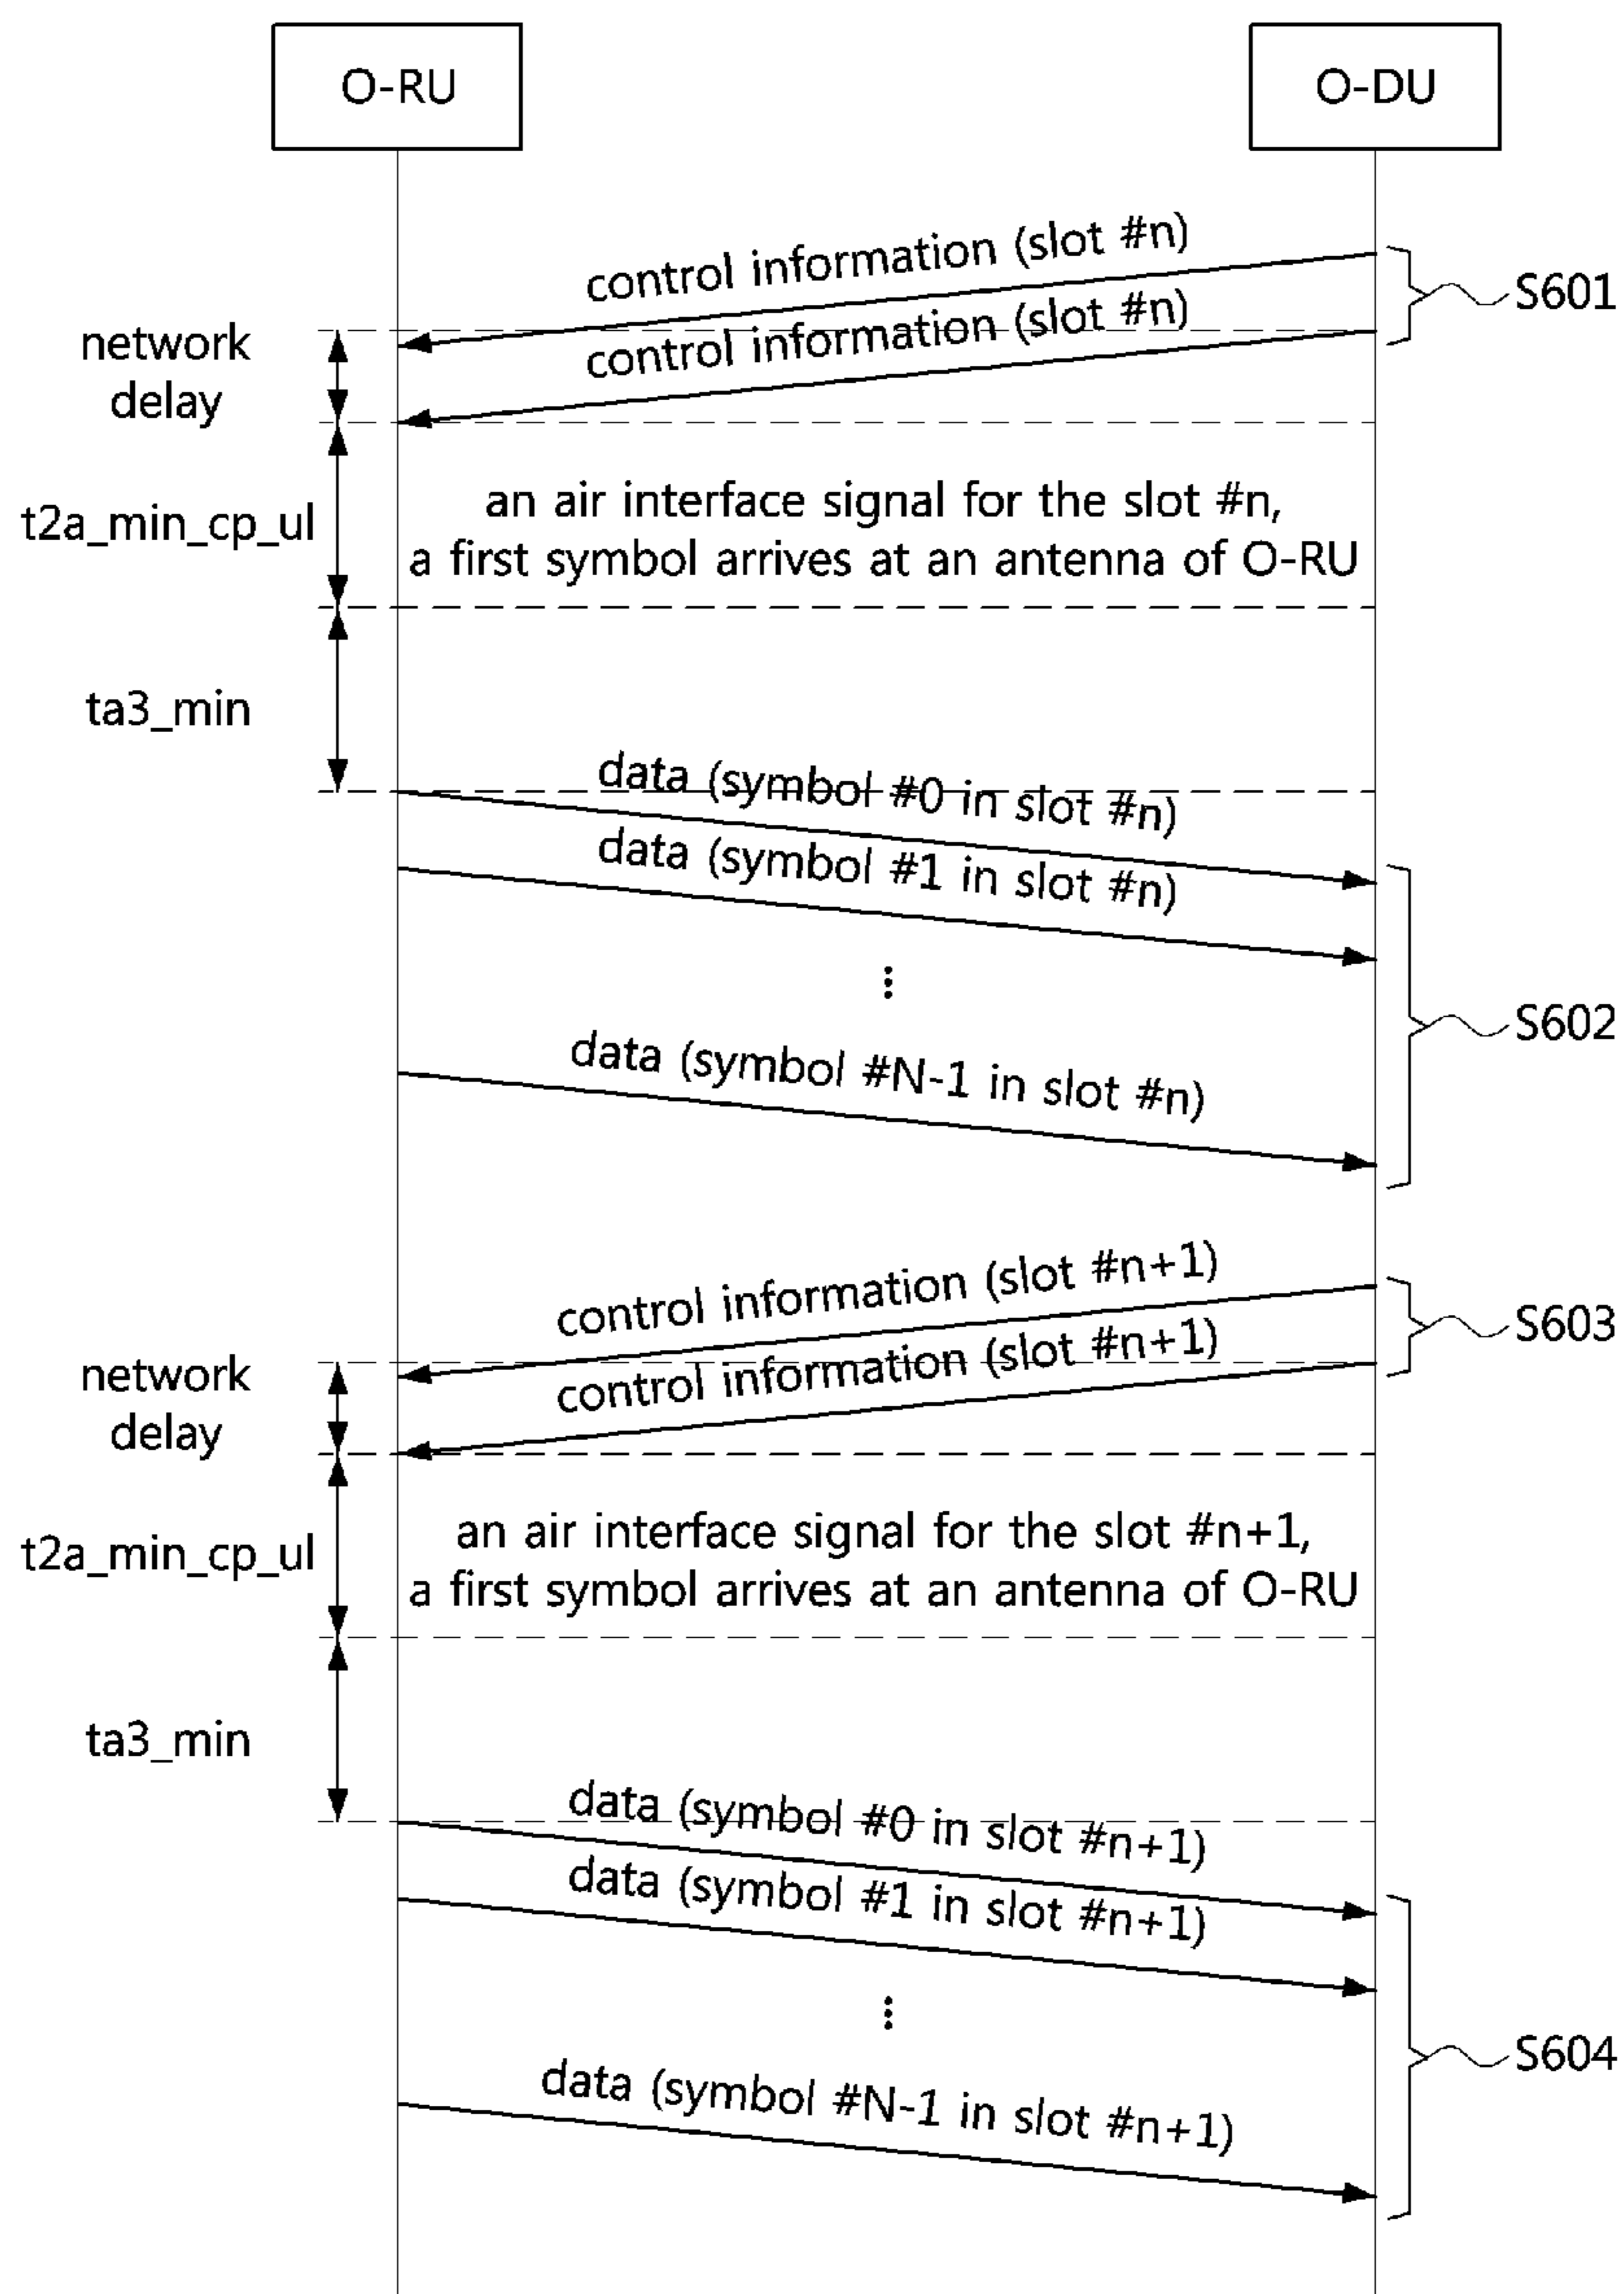 O-RU
O-DU
control information (slot #n)
S601
control information (slot #n)
network
delay
t2a_min_cp_ul
an air interface signal for the slot #n,
a first symbol arrives at an antenna of O-RU
ta3_min
data (symbol #0 in slot #n)
data (symbol #1 in slot #n)
S602
data (symbol #N-1 in slot #n)
control information (slot #n+1)
S603
control information (slot #n+1)
network
delay
t2a_min_cp_ul
an air interface signal for the slot #n+1,
a first symbol arrives at an antenna of O-RU
ta3_min
data (symbol #0 in slot #n+1)
data (symbol #1 in slot #n+1)
S604
data (symbol #N-1 in slot #n+1)